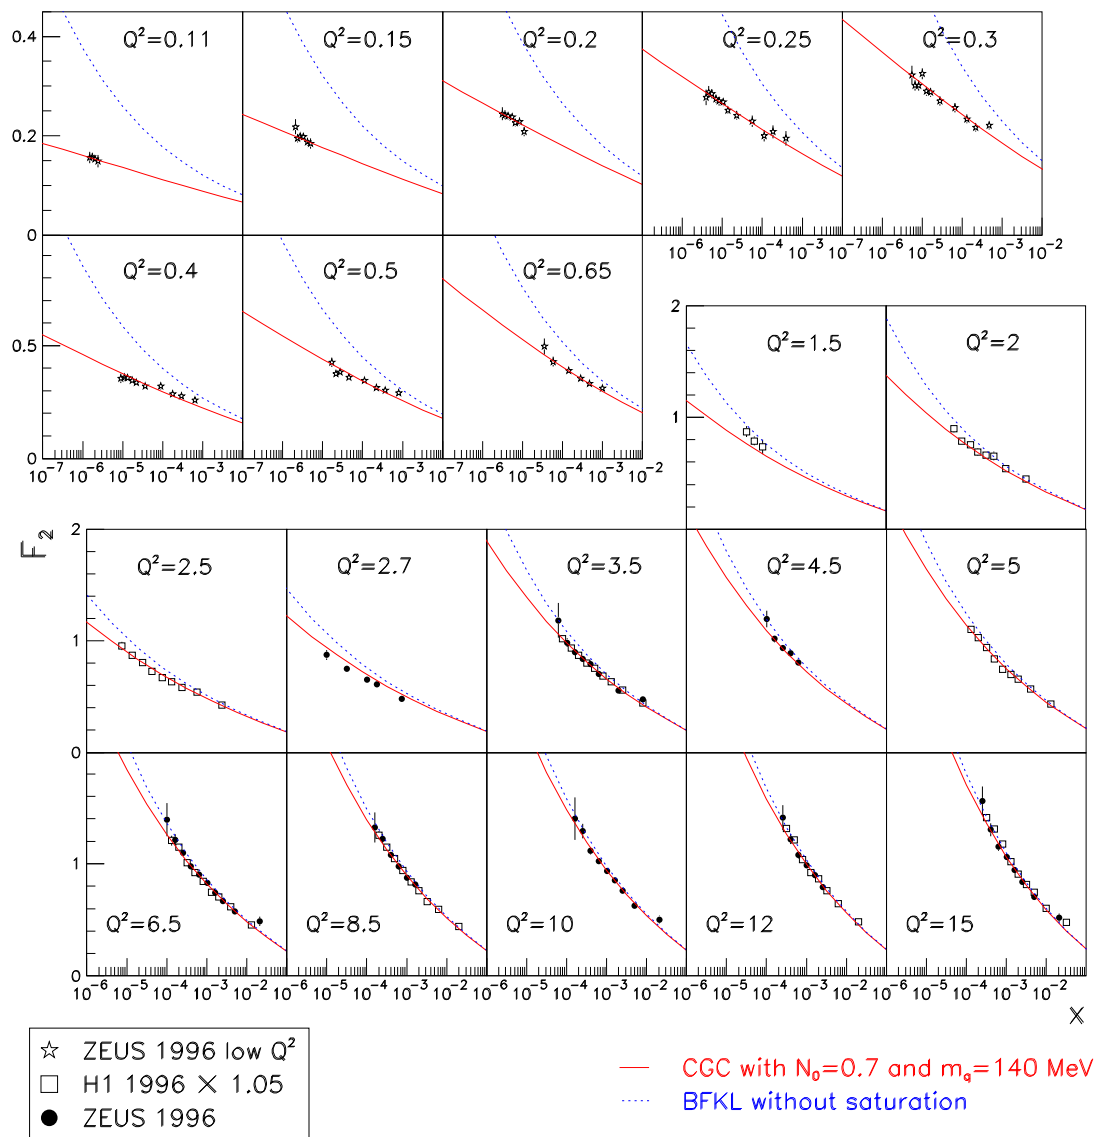 Q²=0.11 Q²=0.15 Q²=0.2 Q²=0.25 Q²=0.3
0.4
0.2
0
10⁻⁶ 10⁻⁵ 10⁻⁴ 10⁻³ 10⁻⁷ 10⁻⁶ 10⁻⁵ 10⁻⁴ 10⁻³ 10⁻²
Q²=0.4 Q²=0.5 Q²=0.65
0.5
0
10⁻⁷ 10⁻⁶ 10⁻⁵ 10⁻⁴ 10⁻³ 10⁻⁷ 10⁻⁶ 10⁻⁵ 10⁻⁴ 10⁻³ 10⁻⁷ 10⁻⁶ 10⁻⁵ 10⁻⁴ 10⁻³ 10⁻²
2
Q²=1.5 Q²=2
1
F₂
2
Q²=2.5 Q²=2.7 Q²=3.5 Q²=4.5 Q²=5
1
0
1
Q²=6.5 Q²=8.5 Q²=10 Q²=12 Q²=15
0
10⁻⁶ 10⁻⁵ 10⁻⁴ 10⁻³ 10⁻² 10⁻⁶ 10⁻⁵ 10⁻⁴ 10⁻³ 10⁻² 10⁻⁶ 10⁻⁵ 10⁻⁴ 10⁻³ 10⁻² 10⁻⁶ 10⁻⁵ 10⁻⁴ 10⁻³ 10⁻² 10⁻⁶ 10⁻⁵ 10⁻⁴ 10⁻³ 10⁻²
X
ZEUS 1996 low Q²
H1 1996 × 1.05
ZEUS 1996
CGC with N₀=0.7 and m_q=140 MeV
BFKL without saturation